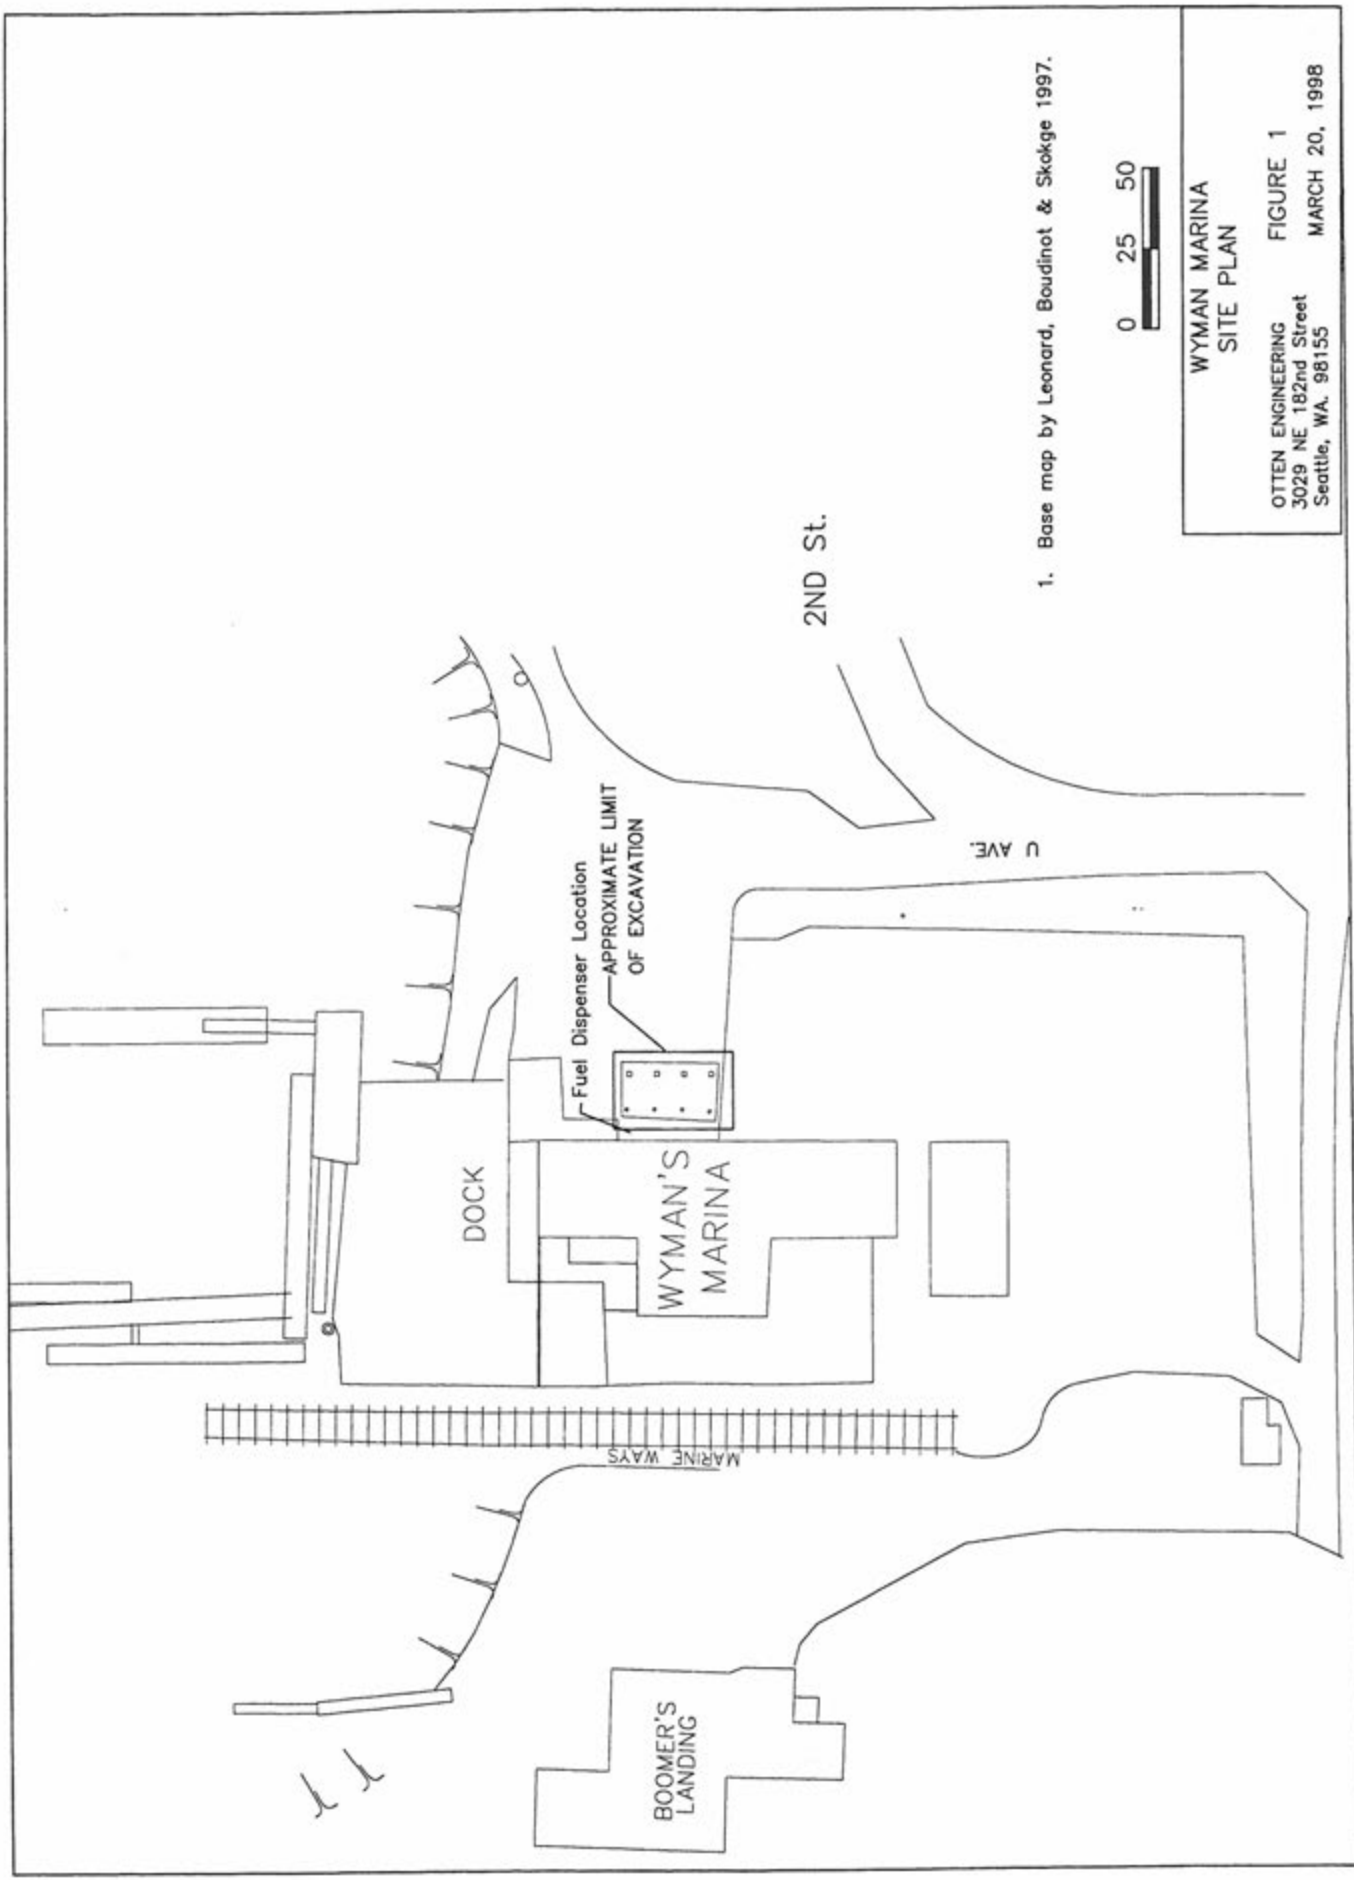 DOCK
Fuel Dispenser Location
APPROXIMATE LIMIT
OF EXCAVATION
WYMAN'S
MARINA
MARINE WAYS
BOOMER'S
LANDING
2ND St.
U AVE.
1. Base map by Leonard, Boudinot & Skokge 1997.
0 25 50
WYMAN MARINA
SITE PLAN
OTTEN ENGINEERING
3029 NE 182nd Street
Seattle, WA. 98155
FIGURE 1
MARCH 20, 1998